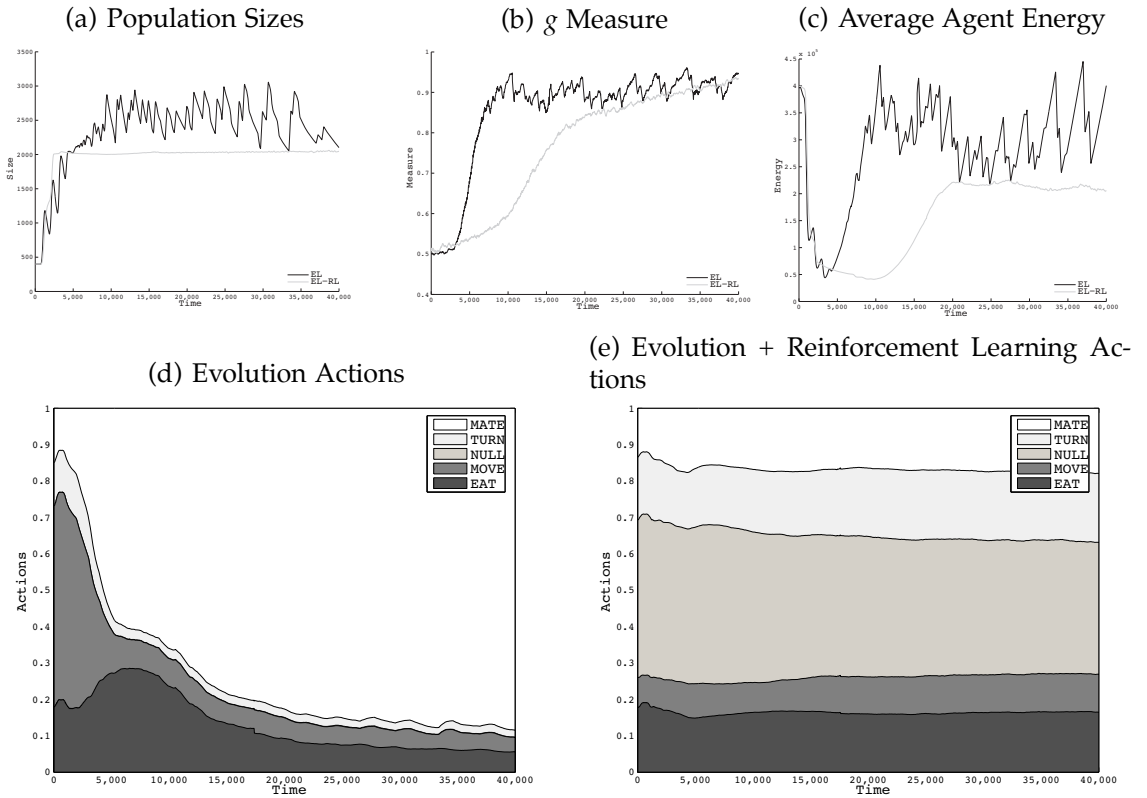 (a) Population Sizes
3500
3000
2500
2000
1500
1000
500
0
Size
0 5,000 10,000 15,000 20,000 25,000 30,000 35,000 40,000
Time
EL
EL-RL
(b) g Measure
1
0.9
0.8
0.7
0.6
0.5
0.4
Measure
0 5,000 10,000 15,000 20,000 25,000 30,000 35,000 40,000
Time
EL
EL-RL
(c) Average Agent Energy
4.5
4
3.5
3
2.5
2
1.5
1
0.5
0
Energy
0 5,000 10,000 15,000 20,000 25,000 30,000 35,000 40,000
Time
EL
EL-RL
(d) Evolution Actions
1
0.9
0.8
0.7
0.6
0.5
0.4
0.3
0.2
0.1
0
Actions
MATE
TURN
NULL
MOVE
EAT
0 5,000 10,000 15,000 20,000 25,000 30,000 35,000 40,000
Time
(e) Evolution + Reinforcement Learning Ac-
tions
1
0.9
0.8
0.7
0.6
0.5
0.4
0.3
0.2
0.1
0
Actions
MATE
TURN
NULL
MOVE
EAT
0 5,000 10,000 15,000 20,000 25,000 30,000 35,000 40,000
Time